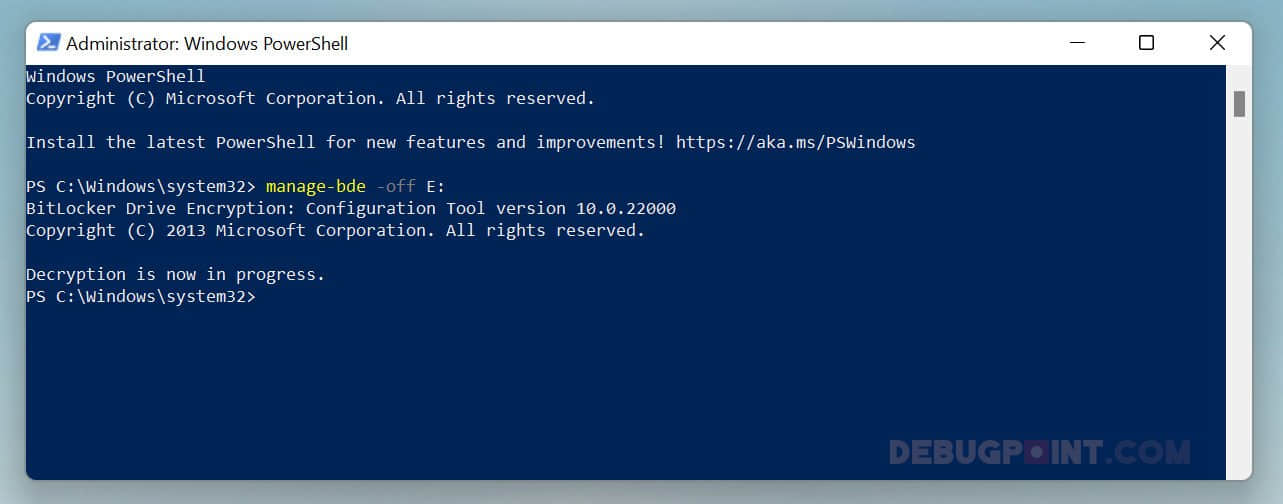 Administrator: Windows PowerShell
Windows PowerShell
Copyright (C) Microsoft Corporation. All rights reserved.
Install the latest PowerShell for new features and improvements! https://aka.ms/PSWindows
PS C:\Windows\system32> manage-bde -off E:
BitLocker Drive Encryption: Configuration Tool version 10.0.22000
Copyright (C) 2013 Microsoft Corporation. All rights reserved.
Decryption is now in progress.
PS C:\Windows\system32>
DEBUGPOINT.COM